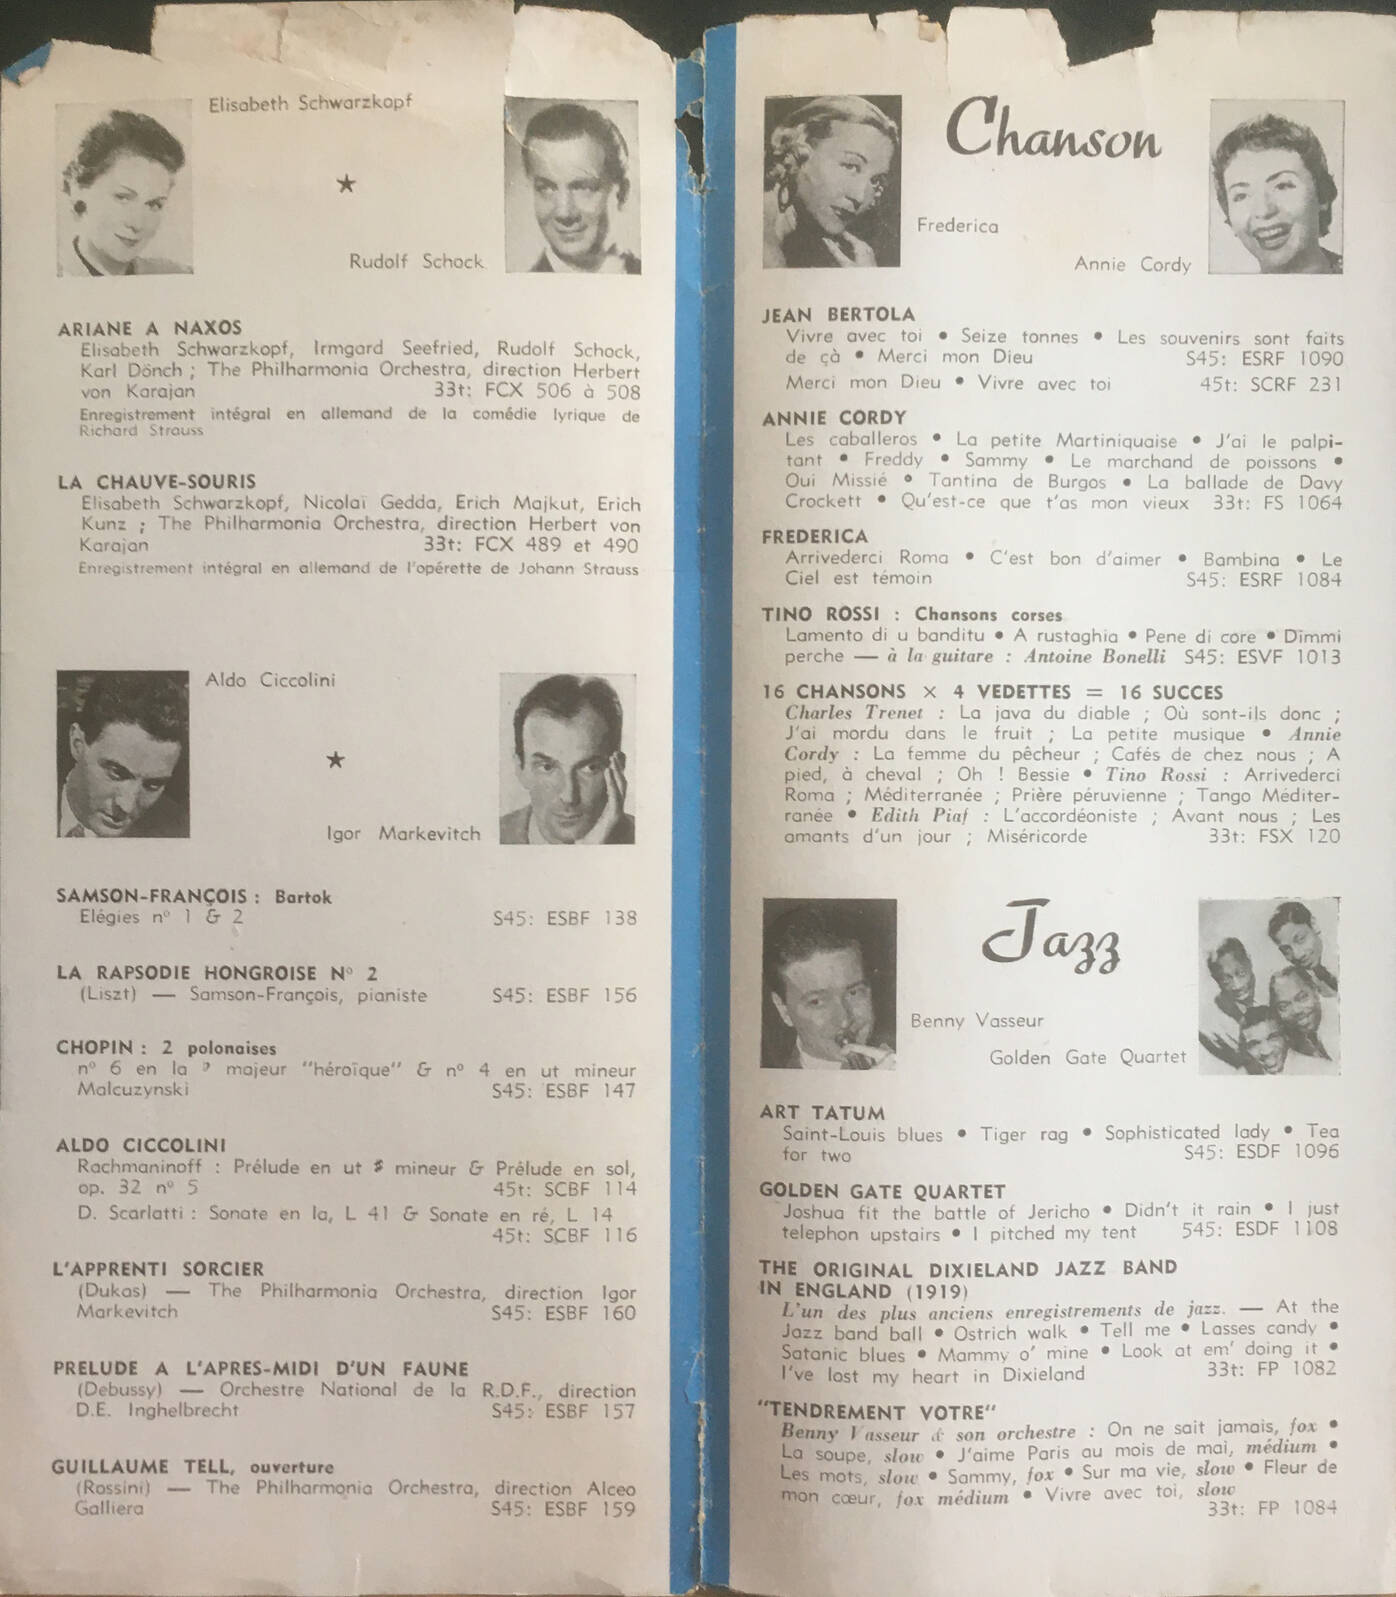 Elisabeth Schwarzkopf
★
Rudolf Schock
ARIANE A NAXOS
Elisabeth Schwarzkopf, Irmgard Seefried, Rudolf Schock,
Karl Dönch ; The Philharmonia Orchestra, direction Herbert
von Karajan 33t: FCX 506 à 508
Enregistrement intégral en allemand de la comédie lyrique de
Richard Strauss
LA CHAUVE-SOURIS
Elisabeth Schwarzkopf, Nicolaï Gedda, Erich Majkut, Erich
Kunz ; The Philharmonia Orchestra, direction Herbert von
Karajan 33t: FCX 489 et 490
Enregistrement intégral en allemand de l'opérette de Johann Strauss
Aldo Ciccolini
★
Igor Markevitch
SAMSON-FRANÇOIS : Bartok
Elégies nº 1 & 2 S45: ESBF 138
LA RAPSODIE HONGROISE Nº 2
(Liszt) — Samson-François, pianiste S45: ESBF 156
CHOPIN : 2 polonaises
nº 6 en la ♭ majeur "héroïque" & nº 4 en ut mineur
Malcuzynski S45: ESBF 147
ALDO CICCOLINI
Rachmaninoff : Prélude en ut ♯ mineur & Prélude en sol,
op. 32 nº 5 45t: SCBF 114
D. Scarlatti : Sonate en la, L 41 & Sonate en ré, L 14
45t: SCBF 116
L'APPRENTI SORCIER
(Dukas) — The Philharmonia Orchestra, direction Igor
Markevitch S45: ESBF 160
PRELUDE A L'APRES-MIDI D'UN FAUNE
(Debussy) — Orchestre National de la R.D.F., direction
D.E. Inghelbrecht S45: ESBF 157
GUILLAUME TELL, ouverture
(Rossini) — The Philharmonia Orchestra, direction Alceo
Galliera S45: ESBF 159
Chanson
Frederica
Annie Cordy
JEAN BERTOLA
Vivre avec toi • Seize tonnes • Les souvenirs sont faits
de çà • Merci mon Dieu S45: ESRF 1090
Merci mon Dieu • Vivre avec toi 45t: SCRF 231
ANNIE CORDY
Les caballeros • La petite Martiniquaise • J'ai le palpi-
tant • Freddy • Sammy • Le marchand de poissons •
Oui Missié • Tantina de Burgos • La ballade de Davy
Crockett • Qu'est-ce que t'as mon vieux 33t: FS 1064
FREDERICA
Arrivederci Roma • C'est bon d'aimer • Bambina • Le
Ciel est témoin S45: ESRF 1084
TINO ROSSI : Chansons corses
Lamento di u banditu • A rustaghia • Pene di core • Dimmi
perche — à la guitare : Antoine Bonelli S45: ESVF 1013
16 CHANSONS × 4 VEDETTES = 16 SUCCES
Charles Trenet : La java du diable ; Où sont-ils donc ;
J'ai mordu dans le fruit ; La petite musique • Annie
Cordy : La femme du pêcheur ; Cafés de chez nous ; A
pied, à cheval ; Oh ! Bessie • Tino Rossi : Arrivederci
Roma ; Méditerranée ; Prière péruvienne ; Tango Méditer-
ranée • Edith Piaf : L'accordéoniste ; Avant nous ; Les
amants d'un jour ; Miséricorde 33t: FSX 120
Jazz
Benny Vasseur
Golden Gate Quartet
ART TATUM
Saint-Louis blues • Tiger rag • Sophisticated lady • Tea
for two S45: ESDF 1096
GOLDEN GATE QUARTET
Joshua fit the battle of Jericho • Didn't it rain • I just
telephon upstairs • I pitched my tent 545: ESDF 1108
THE ORIGINAL DIXIELAND JAZZ BAND
IN ENGLAND (1919)
L'un des plus anciens enregistrements de jazz. — At the
Jazz band ball • Ostrich walk • Tell me • Lasses candy •
Satanic blues • Mammy o' mine • Look at em' doing it •
I've lost my heart in Dixieland 33t: FP 1082
"TENDREMENT VOTRE"
Benny Vasseur & son orchestre : On ne sait jamais, fox •
La soupe, slow • J'aime Paris au mois de mai, médium •
Les mots, slow • Sammy, fox • Sur ma vie, slow • Fleur de
mon cœur, fox médium • Vivre avec toi, slow
33t: FP 1084